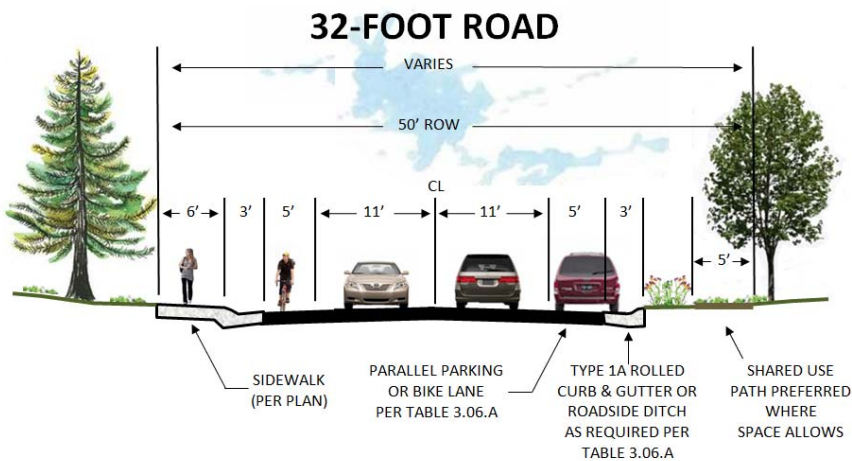 32-FOOT ROAD
VARIES
50' ROW
CL
6' 3' 5' 11' 11' 5' 3'
5'
SIDEWALK
(PER PLAN)
PARALLEL PARKING
OR BIKE LANE
PER TABLE 3.06.A
TYPE 1A ROLLED
CURB & GUTTER OR
ROADSIDE DITCH
AS REQUIRED PER
TABLE 3.06.A
SHARED USE
PATH PREFERRED
WHERE
SPACE ALLOWS